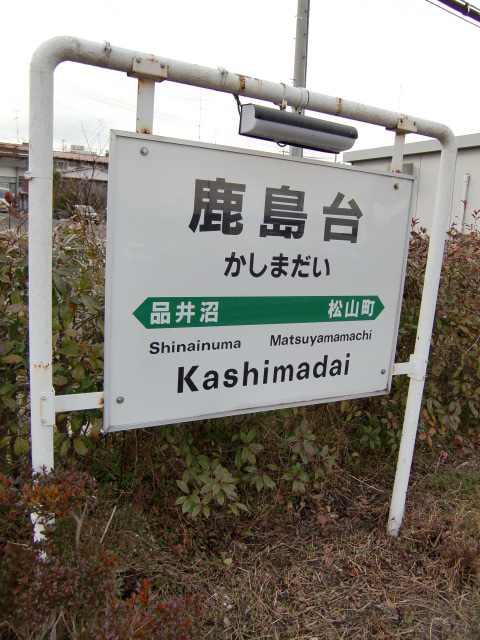 鹿島台
かしまだい
品井沼 松山町
Shinainuma Matsuyamamachi
Kashimadai